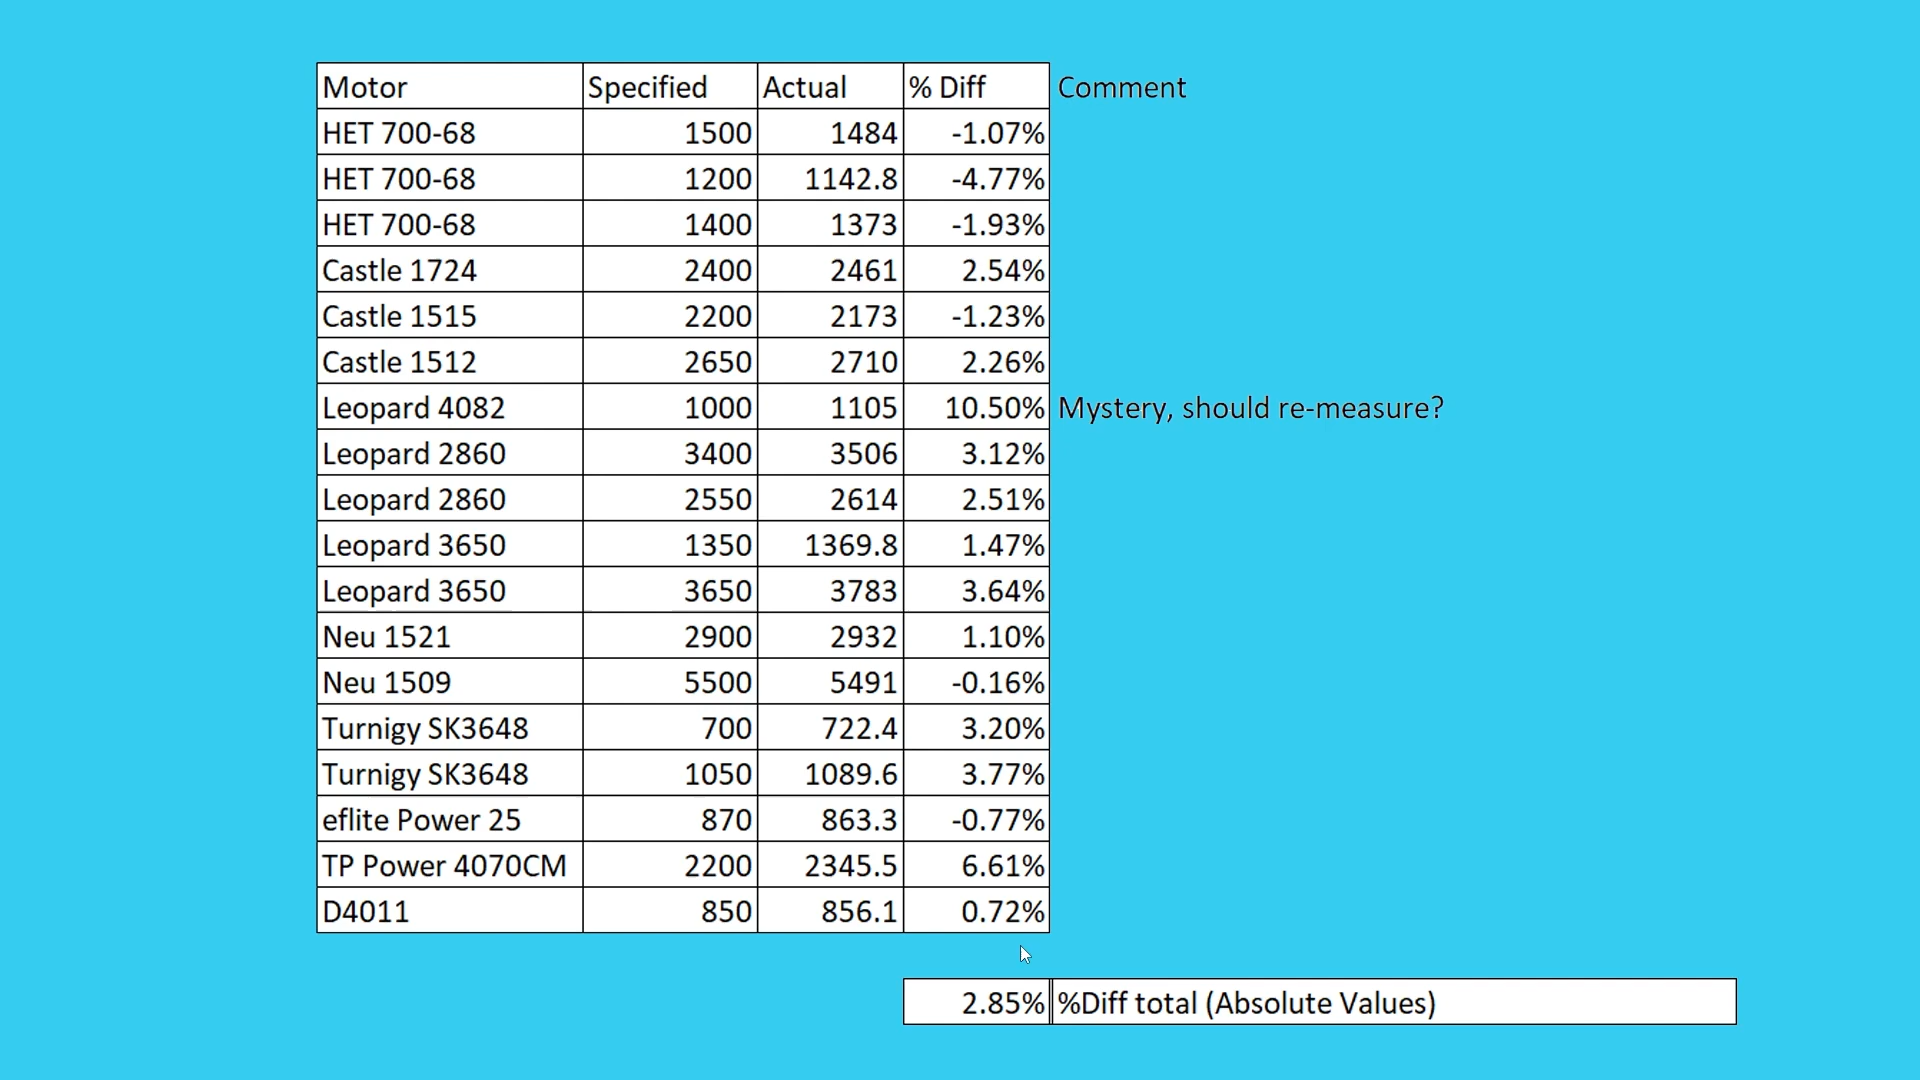 Motor Specified Actual % Diff Comment
HET 700-68 1500 1484 -1.07%
HET 700-68 1200 1142.8 -4.77%
HET 700-68 1400 1373 -1.93%
Castle 1724 2400 2461 2.54%
Castle 1515 2200 2173 -1.23%
Castle 1512 2650 2710 2.26%
Leopard 4082 1000 1105 10.50% Mystery, should re-measure?
Leopard 2860 3400 3506 3.12%
Leopard 2860 2550 2614 2.51%
Leopard 3650 1350 1369.8 1.47%
Leopard 3650 3650 3783 3.64%
Neu 1521 2900 2932 1.10%
Neu 1509 5500 5491 -0.16%
Turnigy SK3648 700 722.4 3.20%
Turnigy SK3648 1050 1089.6 3.77%
eflite Power 25 870 863.3 -0.77%
TP Power 4070CM 2200 2345.5 6.61%
D4011 850 856.1 0.72%
2.85% %Diff total (Absolute Values)